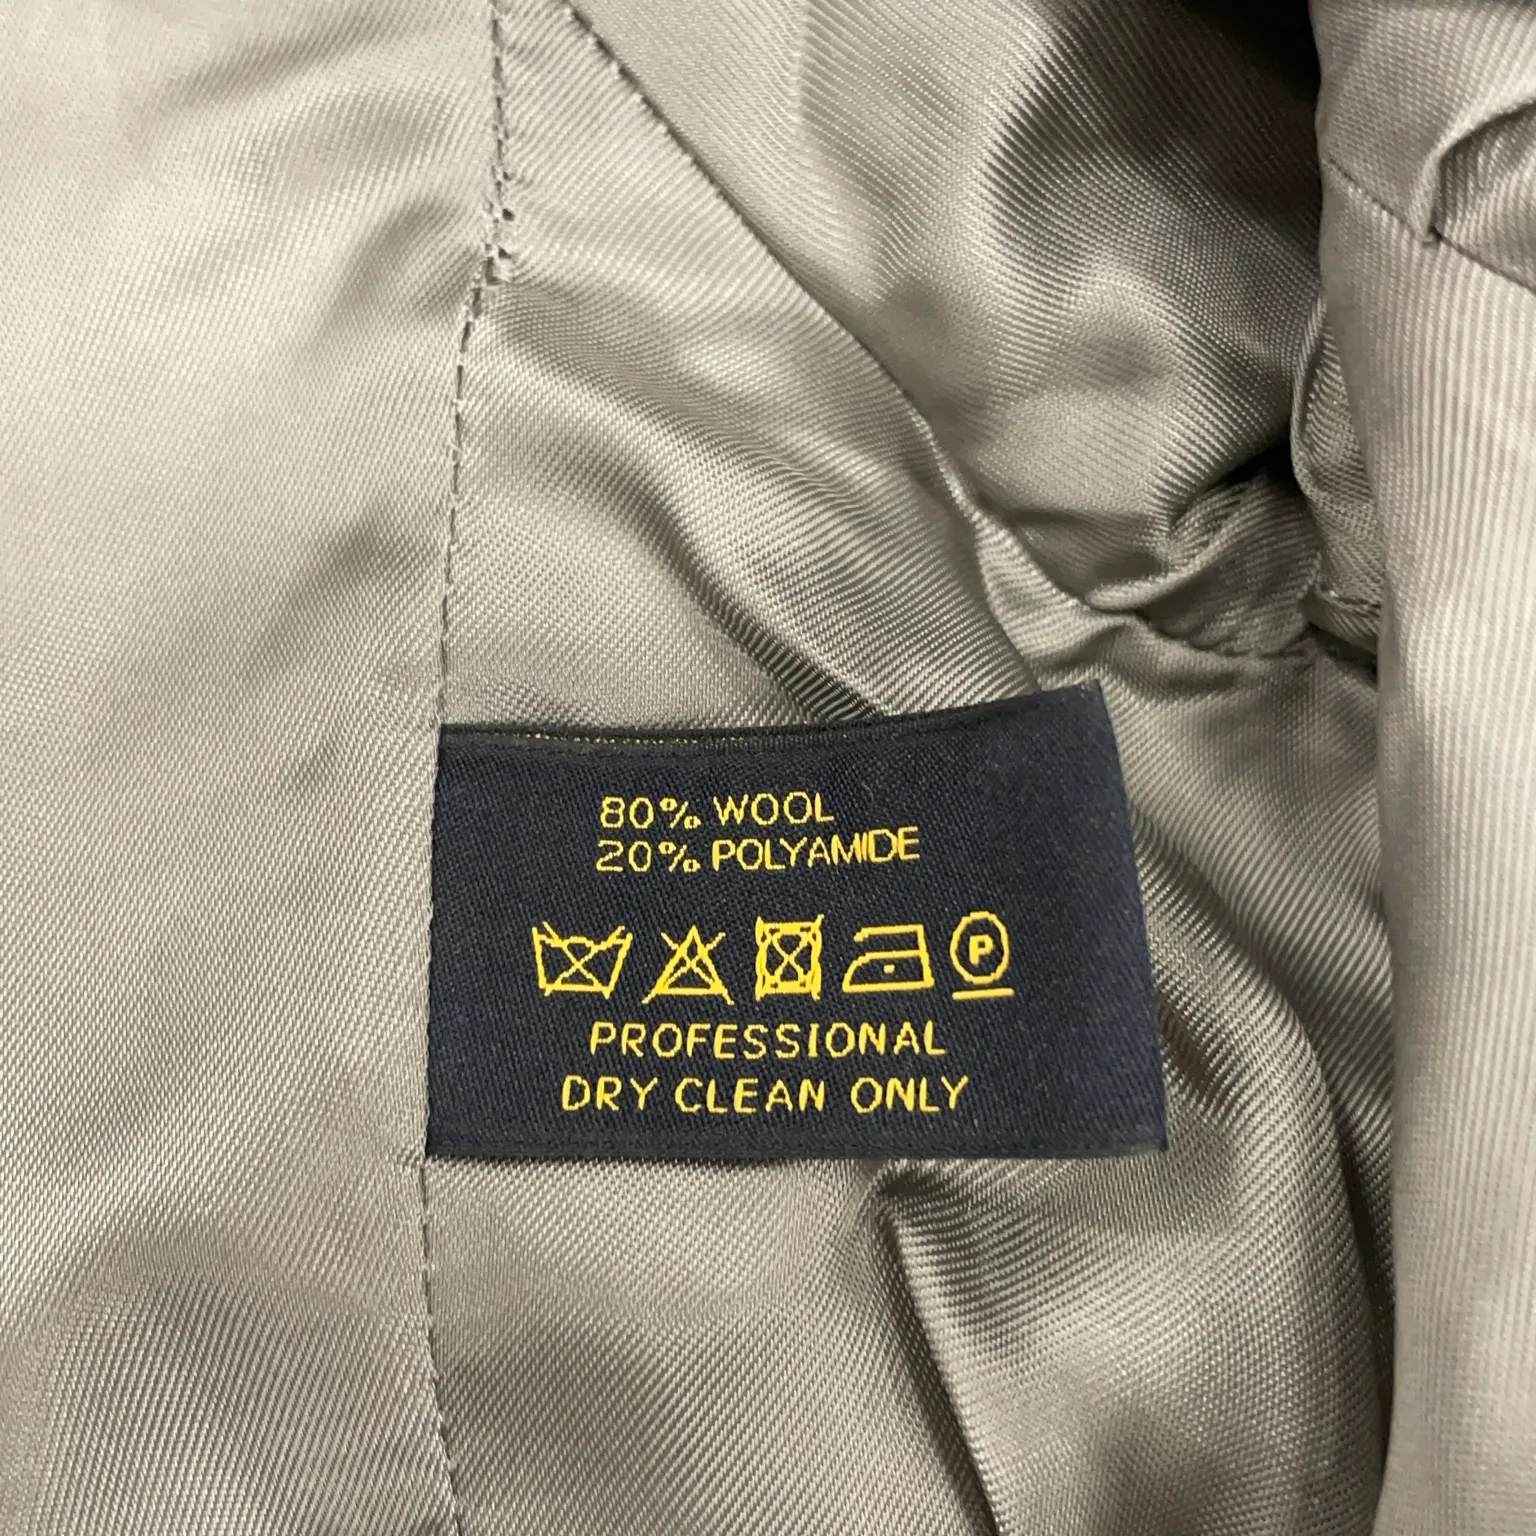 80% WOOL
20% POLYAMIDE
P
PROFESSIONAL
DRY CLEAN ONLY